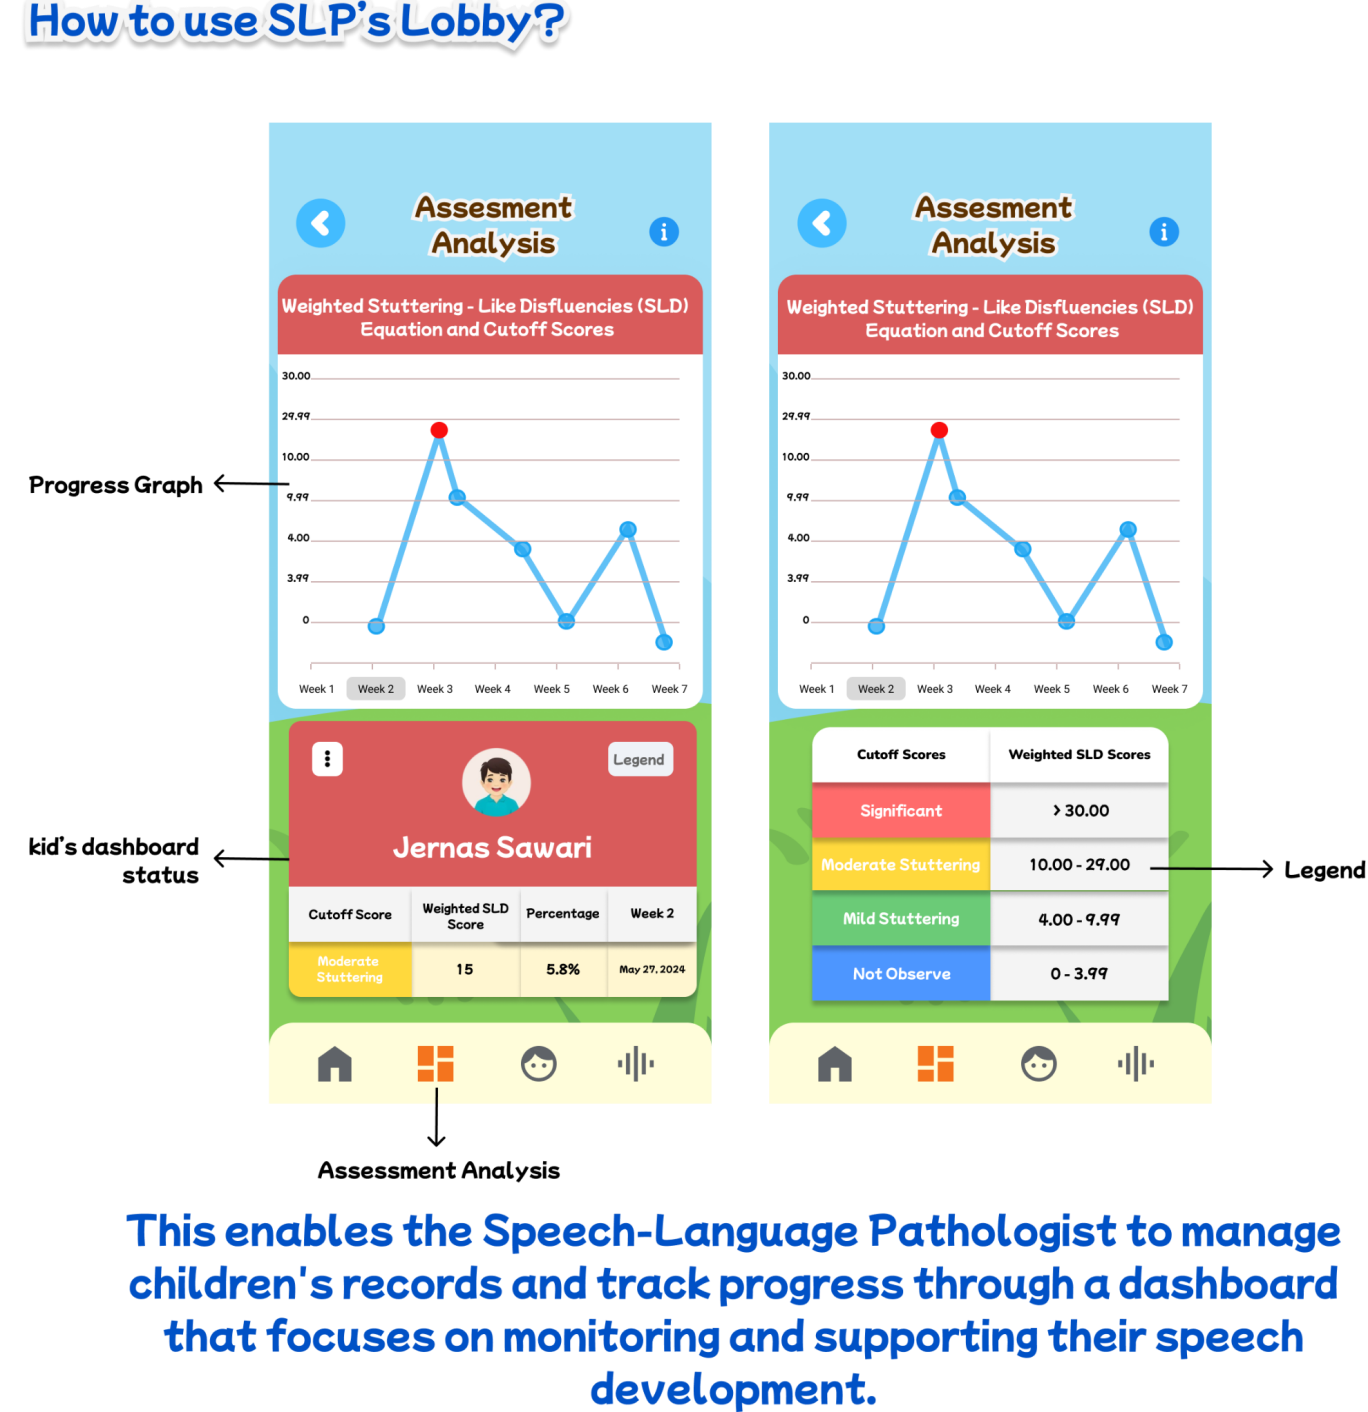 How to use SLP's Lobby?
Assesment
Analysis
Weighted Stuttering - Like Disfluencies (SLD)
Equation and Cutoff Scores
30.00
29.99
10.00
9.99
4.00
3.99
0
Week 1 Week 2 Week 3 Week 4 Week 5 Week 6 Week 7
Progress Graph
Legend
Jernas Sawari
kid's dashboard
status
Cutoff Score Weighted SLD Score Percentage Week 2
Moderate Stuttering 15 5.8% May 27, 2024
Assessment Analysis
Assesment
Analysis
Weighted Stuttering - Like Disfluencies (SLD)
Equation and Cutoff Scores
30.00
29.99
10.00
9.99
4.00
3.99
0
Week 1 Week 2 Week 3 Week 4 Week 5 Week 6 Week 7
Cutoff Scores Weighted SLD Scores
Significant > 30.00
Moderate Stuttering 10.00 - 29.00
Mild Stuttering 4.00 - 9.99
Not Observe 0 - 3.99
Legend
This enables the Speech-Language Pathologist to manage
children's records and track progress through a dashboard
that focuses on monitoring and supporting their speech
development.